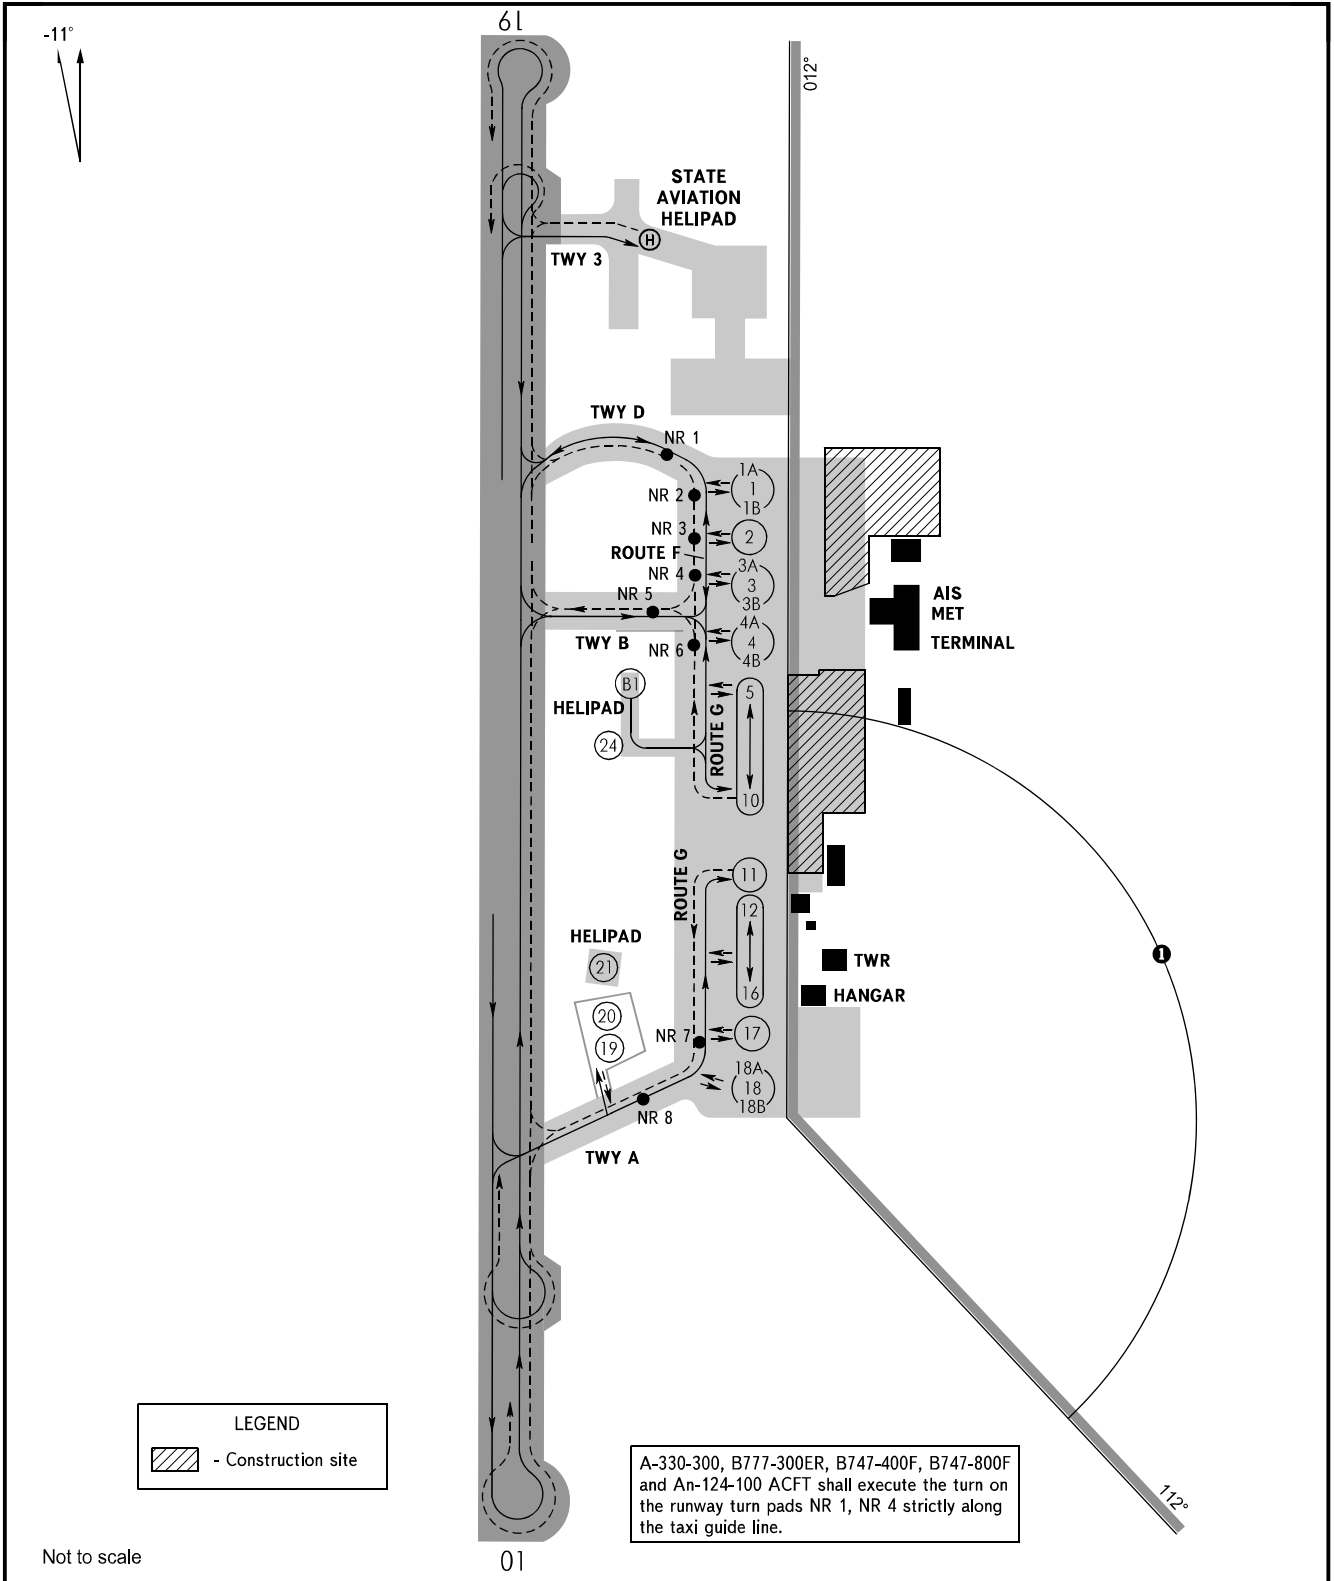 19
-11°
012°
STATE
AVIATION
HELIPAD
H
TWY 3
TWY D
NR 1
1A
1
1B
NR 2
NR 3
2
ROUTE F
3A
3
3B
NR 4
NR 5
AIS
MET
TERMINAL
4A
4
4B
TWY B
NR 6
B1
5
HELIPAD
ROUTE G
24
10
ROUTE G
11
12
HELIPAD
21
1
TWR
16
HANGAR
20
19
NR 7
17
18A
18
18B
NR 8
TWY A
LEGEND
- Construction site
A-330-300, B777-300ER, B747-400F, B747-800F
and An-124-100 ACFT shall execute the turn on
the runway turn pads NR 1, NR 4 strictly along
the taxi guide line.
112°
Not to scale
01